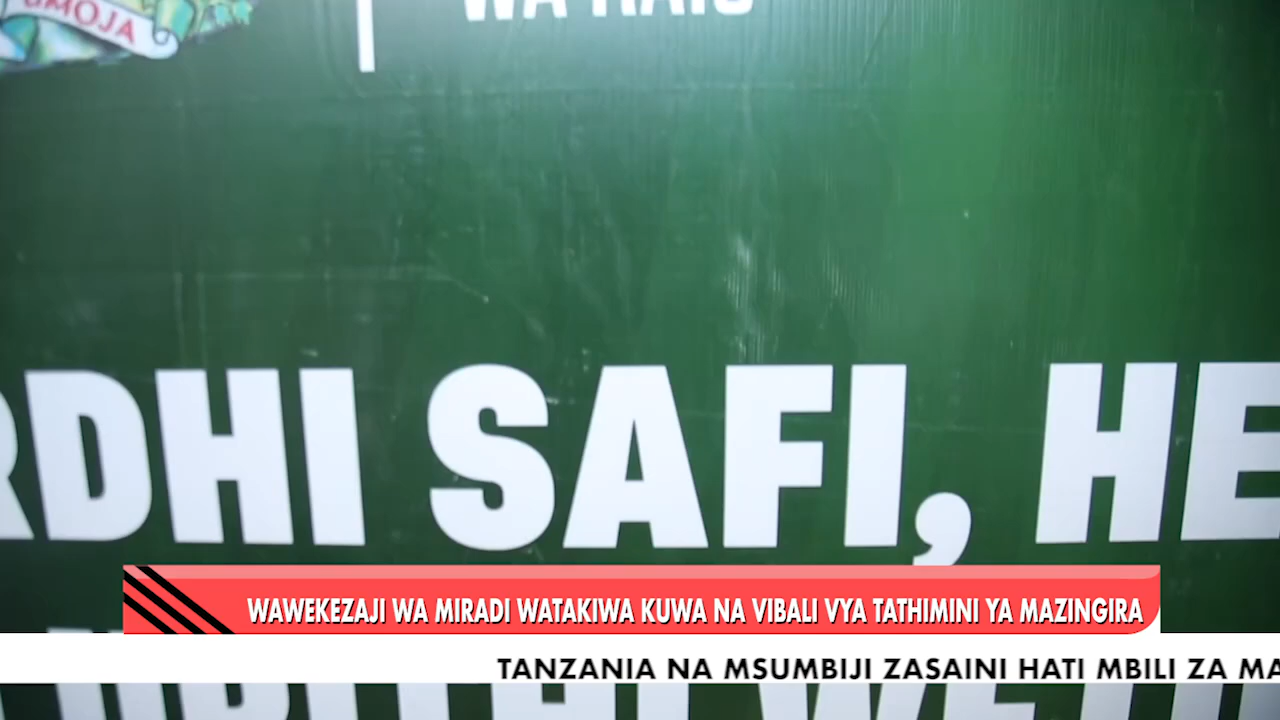 UMOJA
WA RAIS
RDHI SAFI, HE
WAWEKEZAJI WA MIRADI WATAKIWA KUWA NA VIBALI VYA TATHIMINI YA MAZINGIRA
TANZANIA NA MSUMBIJI ZASAINI HATI MBILI ZA MA